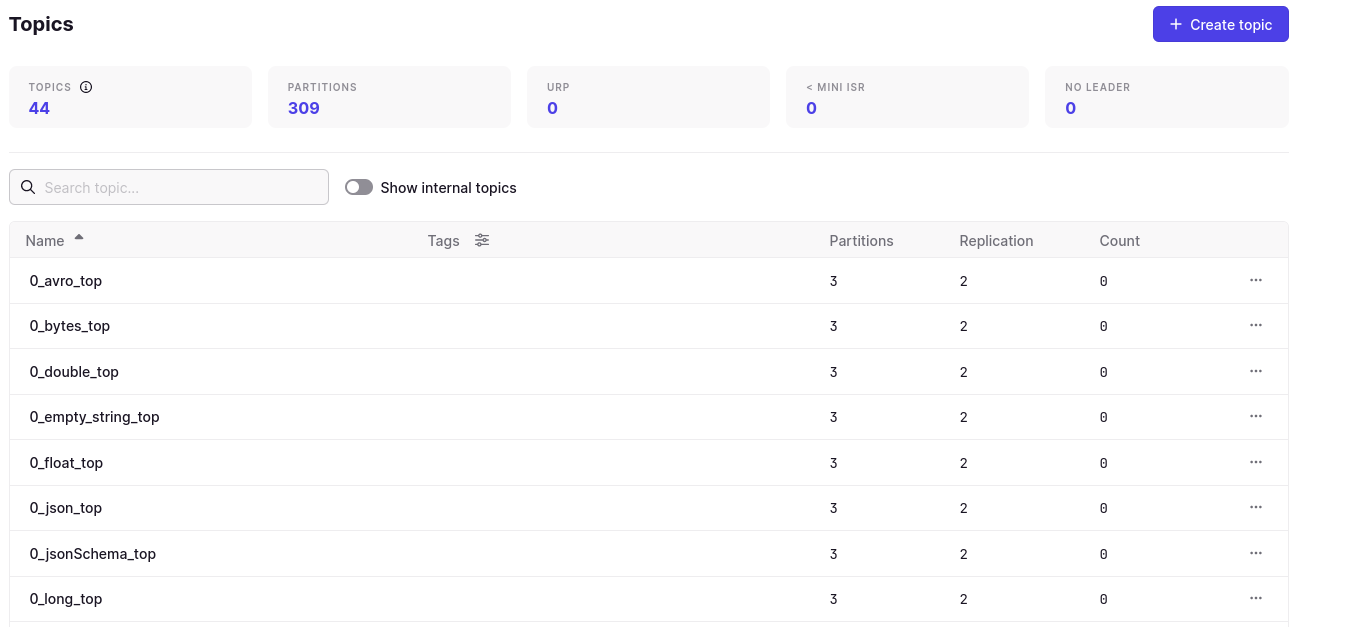 Topics
+ Create topic
TOPICS
44
PARTITIONS
309
URP
0
< MINI ISR
0
NO LEADER
0
Search topic...
Show internal topics
Name Tags Partitions Replication Count
0_avro_top 3 2 0 ...
0_bytes_top 3 2 0 ...
0_double_top 3 2 0 ...
0_empty_string_top 3 2 0 ...
0_float_top 3 2 0 ...
0_json_top 3 2 0 ...
0_jsonSchema_top 3 2 0 ...
0_long_top 3 2 0 ...